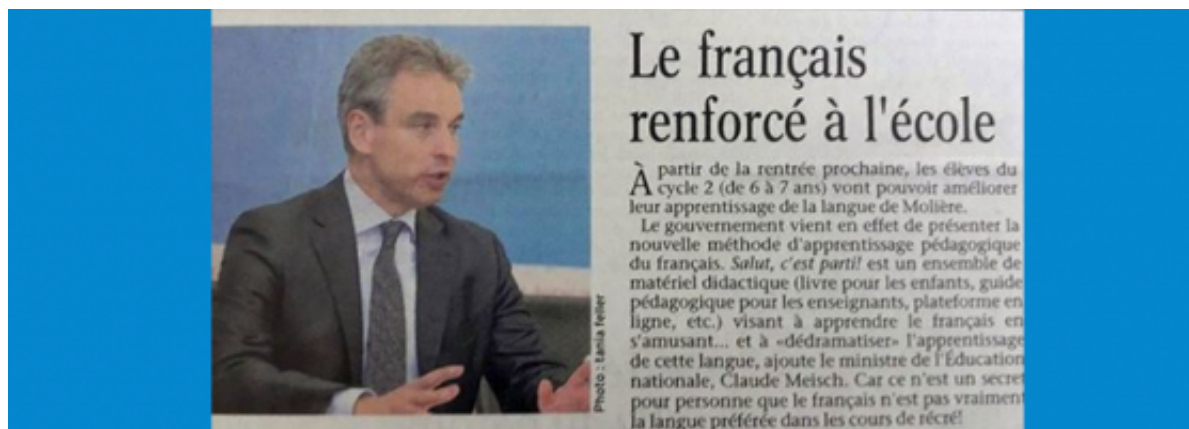 Le français
renforcé à l'école
À partir de la rentrée prochaine, les élèves du
cycle 2 (de 6 à 7 ans) vont pouvoir améliorer
leur apprentissage de la langue de Molière.
Le gouvernement vient en effet de présenter la
nouvelle méthode d'apprentissage pédagogique
du français. Salut, c'est parti! est un ensemble de
matériel didactique (livre pour les enfants, guide
pédagogique pour les enseignants, plateforme en
ligne, etc.) visant à apprendre le français en
s'amusant... et à «dédramatiser» l'apprentissage
de cette langue, ajoute le ministre de l'Éducation
nationale, Claude Meisch. Car ce n'est un secret
pour personne que le français n'est pas vraiment
la langue préférée dans les cours de récré!
Photo : tania feller